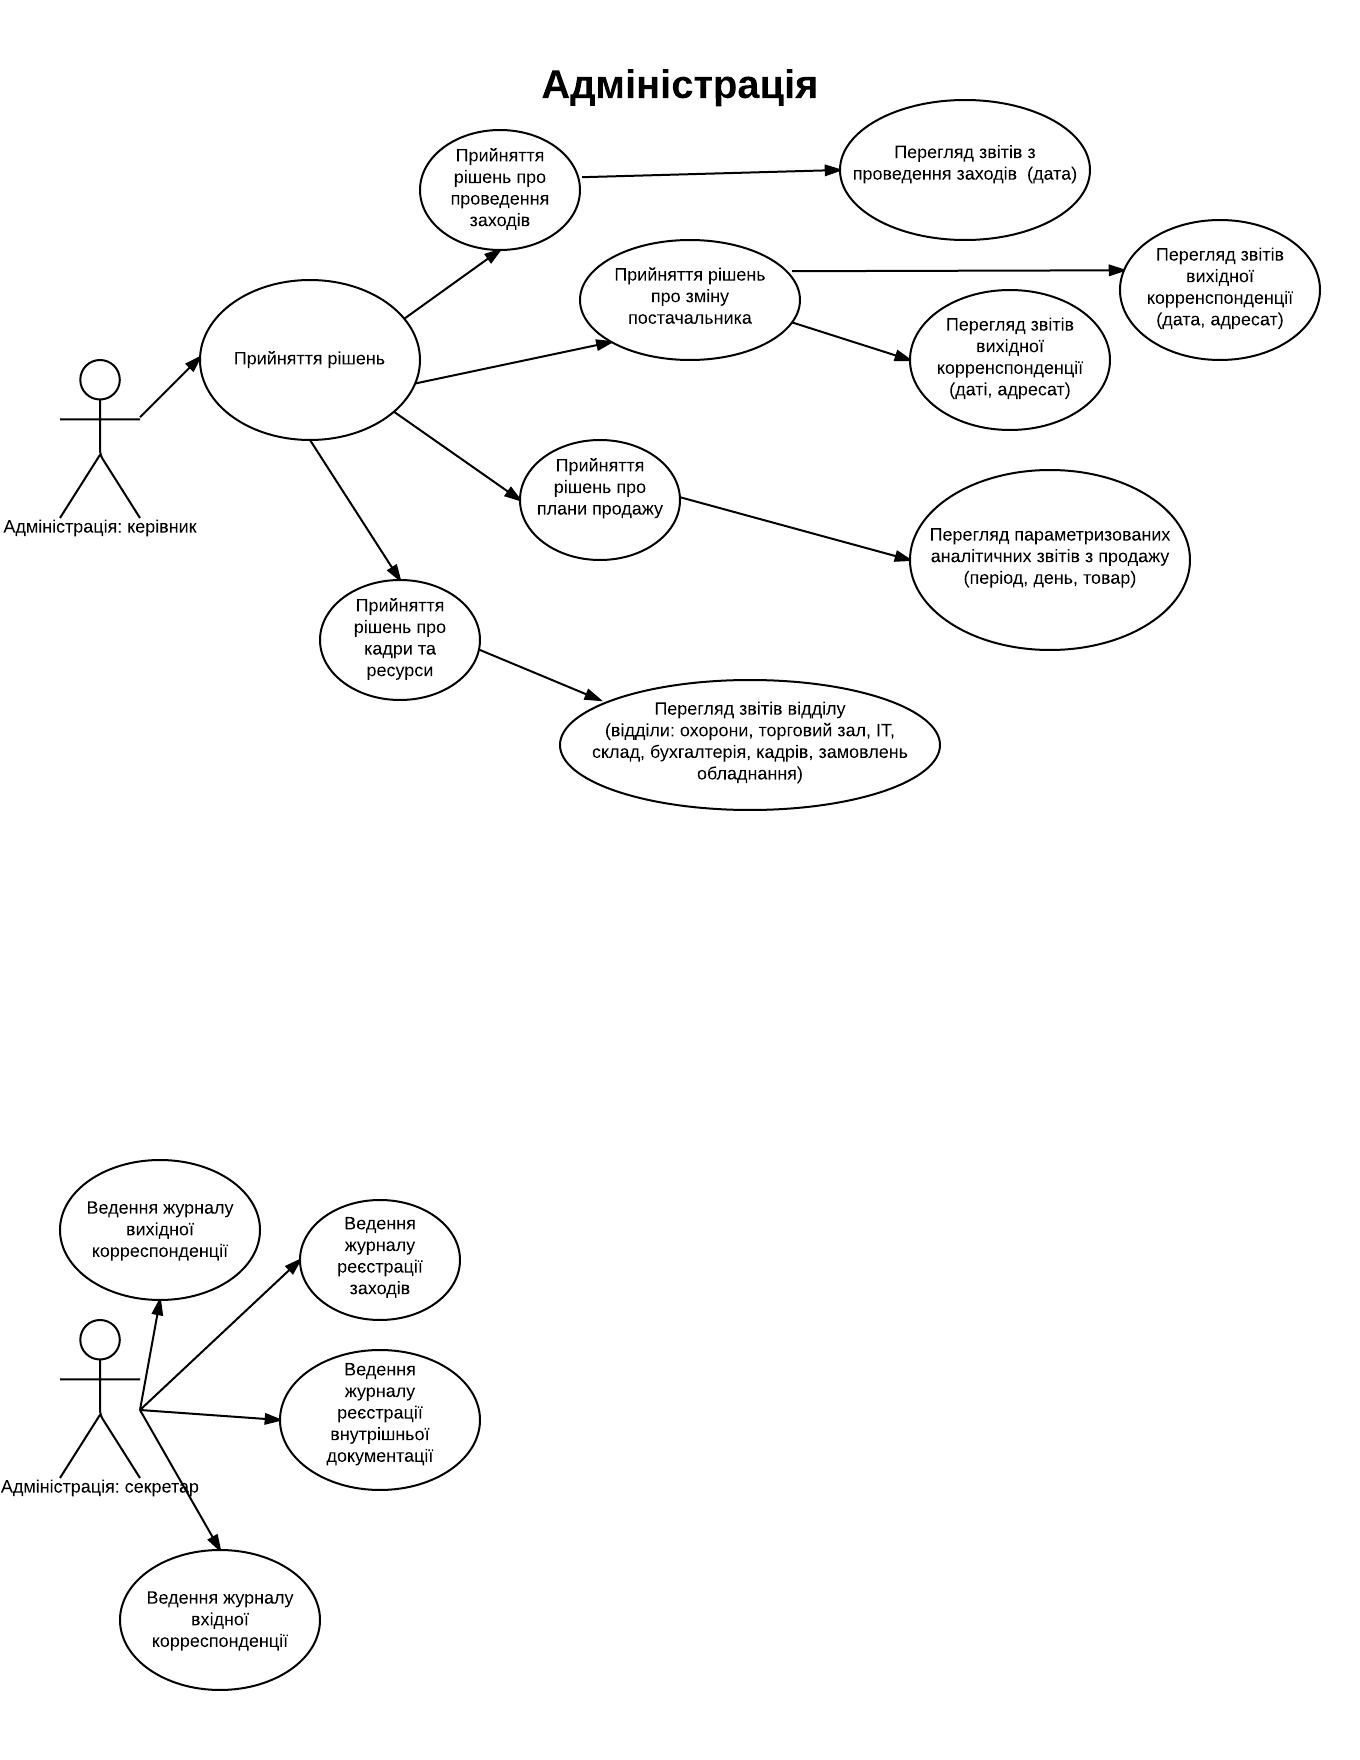 Адміністрація
Прийняття
рішень про
проведення
заходів
Перегляд звітів з
проведення заходів  (дата)
Прийняття рішень
про зміну
постачальника
Перегляд звітів
вихідної
корренспонденції
(дата, адресат)
Перегляд звітів
вихідної
корренспонденції
(даті, адресат)
Прийняття рішень
Адміністрація: керівник
Прийняття
рішень про
плани продажу
Перегляд параметризованих
аналітичних звітів з продажу
(період, день, товар)
Прийняття
рішень про
кадри та
ресурси
Перегляд звітів відділу
(відділи: охорони, торговий зал, ІТ,
склад, бухгалтерія, кадрів, замовлень
обладнання)
Ведення журналу
вихідної
корреспонденції
Ведення
журналу
реєстрації
заходів
Ведення
журналу
реєстрації
внутрішньої
документації
Адміністрація: секретар
Ведення журналу
вхідної
корреспонденції